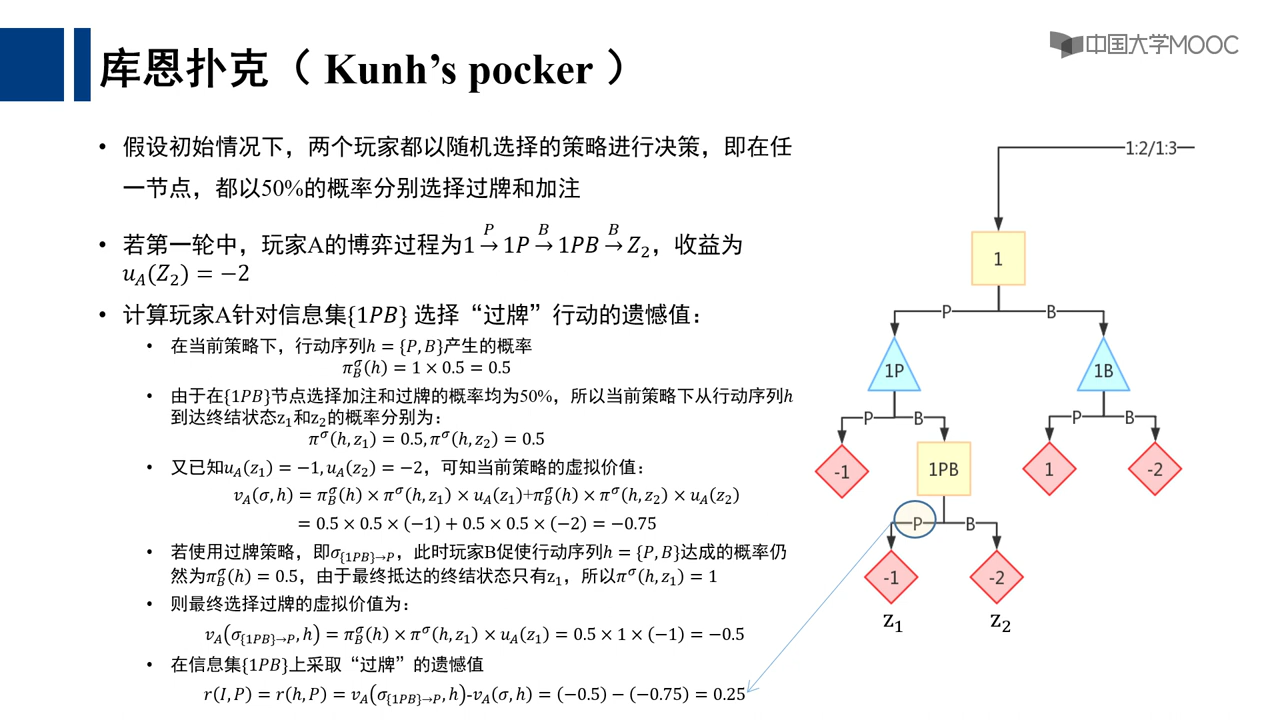 库恩扑克（ Kunh’s pocker ）
中国大学MOOC
• 假设初始情况下，两个玩家都以随机选择的策略进行决策，即在任
一节点，都以50%的概率分别选择过牌和加注
• 若第一轮中，玩家A的博弈过程为1 →P 1P →B 1PB →B Z₂，收益为
u_A(Z₂) = −2
• 计算玩家A针对信息集{1PB} 选择“过牌”行动的遗憾值：
• 在当前策略下，行动序列h = {P, B}产生的概率
π_B^σ(h) = 1 × 0.5 = 0.5
• 由于在{1PB}节点选择加注和过牌的概率均为50%，所以当前策略下从行动序列h
到达终结状态z₁和z₂的概率分别为：
π^σ(h, z₁) = 0.5, π^σ(h, z₂) = 0.5
• 又已知u_A(z₁) = −1, u_A(z₂) = −2，可知当前策略的虚拟价值：
v_A(σ, h) = π_B^σ(h) × π^σ(h, z₁) × u_A(z₁)+π_B^σ(h) × π^σ(h, z₂) × u_A(z₂)
= 0.5 × 0.5 × (−1) + 0.5 × 0.5 × (−2) = −0.75
• 若使用过牌策略，即σ_{{1PB}→P}，此时玩家B促使行动序列h = {P, B}达成的概率仍
然为π_B^σ(h) = 0.5，由于最终抵达的终结状态只有z₁，所以π^σ(h, z₁) = 1
• 则最终选择过牌的虚拟价值为：
v_A(σ_{{1PB}→P}, h) = π_B^σ(h) × π^σ(h, z₁) × u_A(z₁) = 0.5 × 1 × (−1) = −0.5
• 在信息集{1PB}上采取“过牌”的遗憾值
r(I, P) = r(h, P) = v_A(σ_{{1PB}→P}, h)-v_A(σ, h) = (−0.5) − (−0.75) = 0.25
1:2/1:3
1
P B
1P 1B
P B P B
-1 1PB 1 -2
P B
-1 -2
z₁ z₂